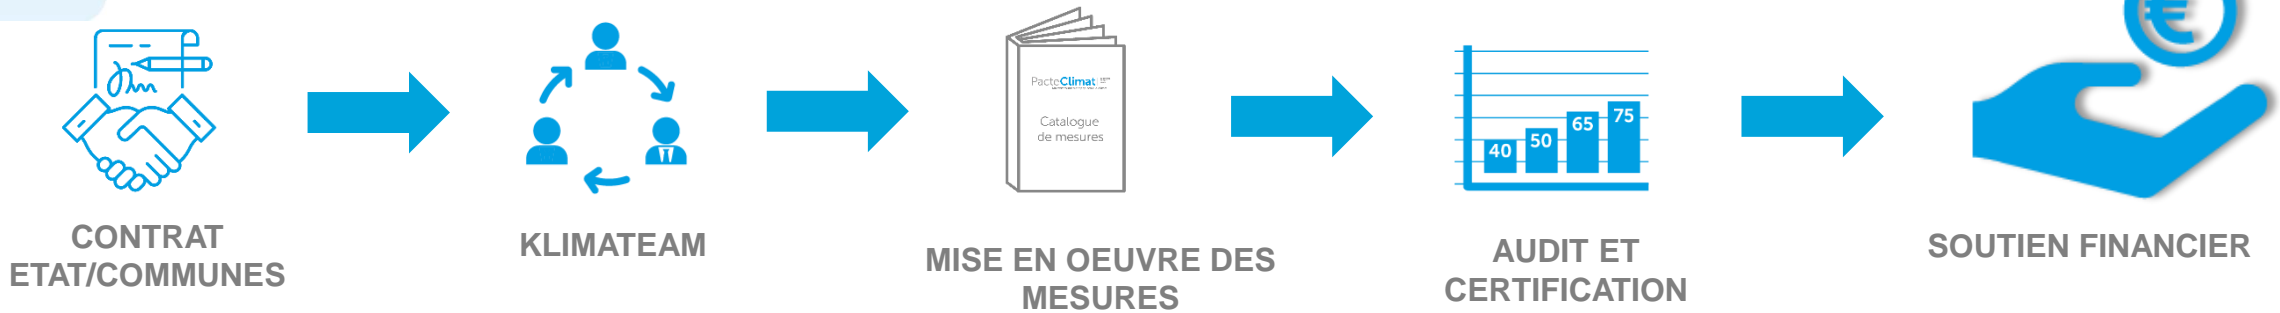 €
PacteClimat
Catalogue
de mesures
40
50
65
75
CONTRAT
ETAT/COMMUNES
KLIMATEAM
MISE EN OEUVRE DES
MESURES
AUDIT ET
CERTIFICATION
SOUTIEN FINANCIER